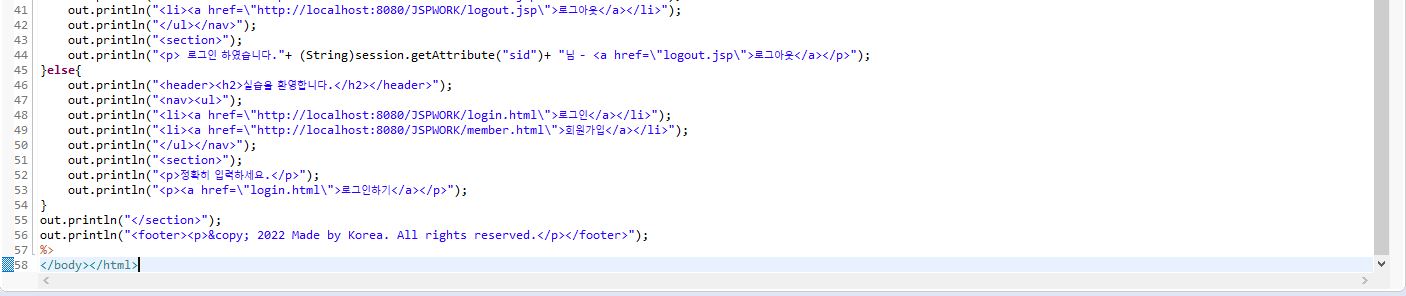 41 out.println("<li><a href=\"http://localhost:8080/JSPWORK/logout.jsp\">로그아웃</a></li>");
42 out.println("</ul></nav>");
43 out.println("<section>");
44 out.println("<p> 로그인 하였습니다."+ (String)session.getAttribute("sid")+ "님 - <a href=\"logout.jsp\">로그아웃</a></p>");
45 }else{
46 out.println("<header><h2>실습을 환영합니다.</h2></header>");
47 out.println("<nav><ul>");
48 out.println("<li><a href=\"http://localhost:8080/JSPWORK/login.html\">로그인</a></li>");
49 out.println("<li><a href=\"http://localhost:8080/JSPWORK/member.html\">회원가입</a></li>");
50 out.println("</ul></nav>");
51 out.println("<section>");
52 out.println("<p>정확히 입력하세요.</p>");
53 out.println("<p><a href=\"login.html\">로그인하기</a></p>");
54 }
55 out.println("</section>");
56 out.println("<footer><p>&copy; 2022 Made by Korea. All rights reserved.</p></footer>");
57 %>
58 </body></html>